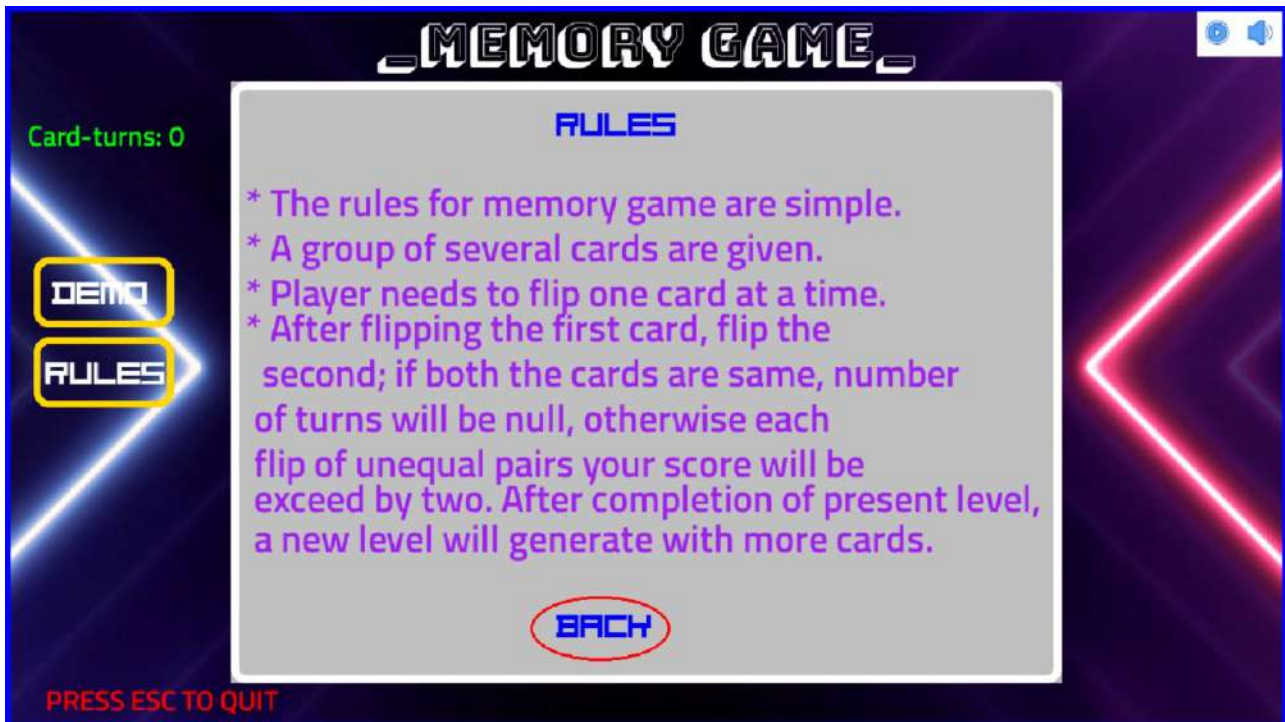 _MEMORY GAME_
Card-turns: 0
DEMO
RULES
RULES
* The rules for memory game are simple.
* A group of several cards are given.
* Player needs to flip one card at a time.
* After flipping the first card, flip the
second; if both the cards are same, number
of turns will be null, otherwise each
flip of unequal pairs your score will be
exceed by two. After completion of present level,
a new level will generate with more cards.
BACK
PRESS ESC TO QUIT